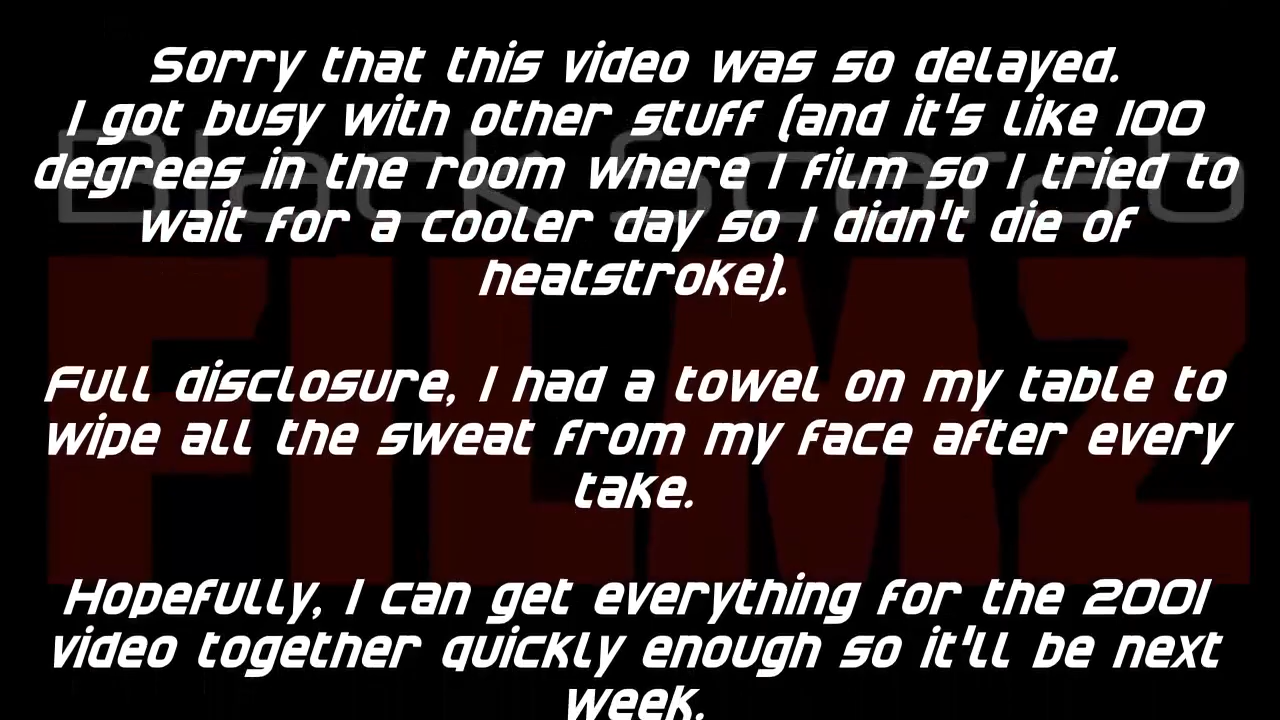 Sorry that this video was so delayed.
I got busy with other stuff (and it's like 100
degrees in the room where I film so I tried to
wait for a cooler day so I didn't die of
heatstroke).
Full disclosure, I had a towel on my table to
wipe all the sweat from my face after every
take.
Hopefully, I can get everything for the 2001
video together quickly enough so it'll be next
week.
Black Scarab
FILMZ